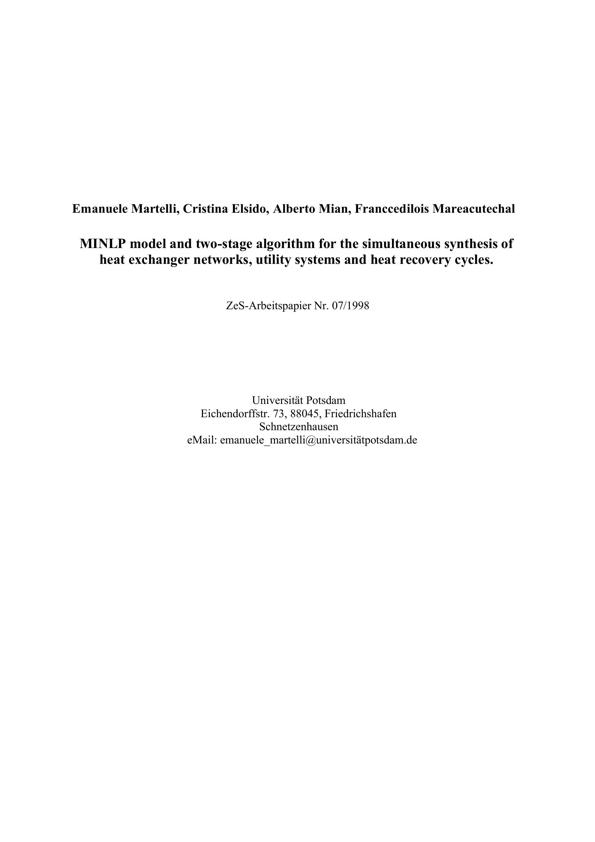 Emanuele Martelli, Cristina Elsido, Alberto Mian, Franccedilois Mareacutechal
MINLP model and two-stage algorithm for the simultaneous synthesis of
heat exchanger networks, utility systems and heat recovery cycles.
ZeS-Arbeitspapier Nr. 07/1998
Universität Potsdam
Eichendorffstr. 73, 88045, Friedrichshafen
Schnetzenhausen
eMail: emanuele_martelli@universitätpotsdam.de